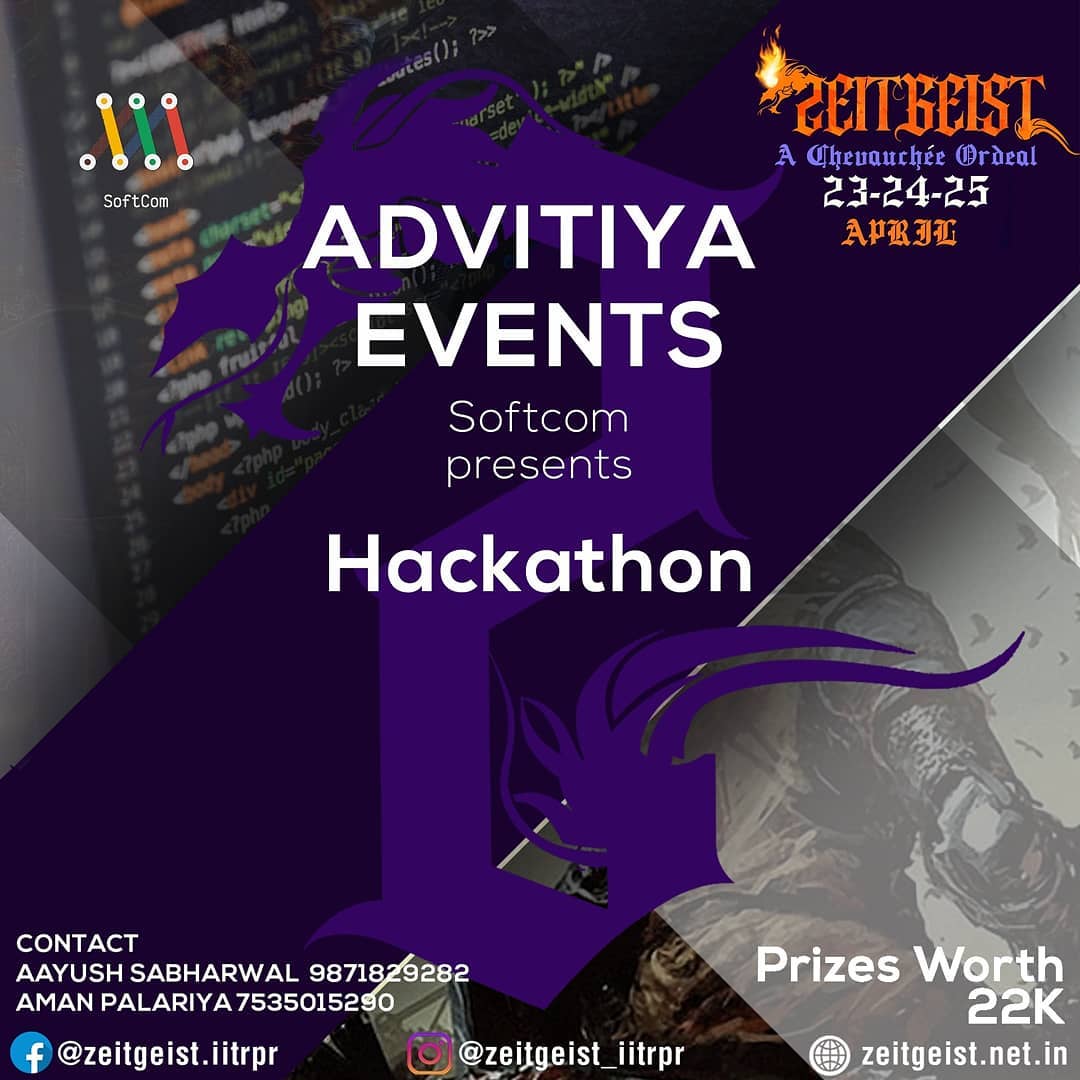 SoftCom
ZEITGEIST
A Chevauchée Ordeal
23-24-25
APRIL
ADVITIYA
EVENTS
Softcom
presents
Hackathon
CONTACT
AAYUSH SABHARWAL 9871829282
AMAN PALARIYA 7535015290
Prizes Worth
22K
@zeitgeist.iitrpr
@zeitgeist_iitrpr
zeitgeist.net.in